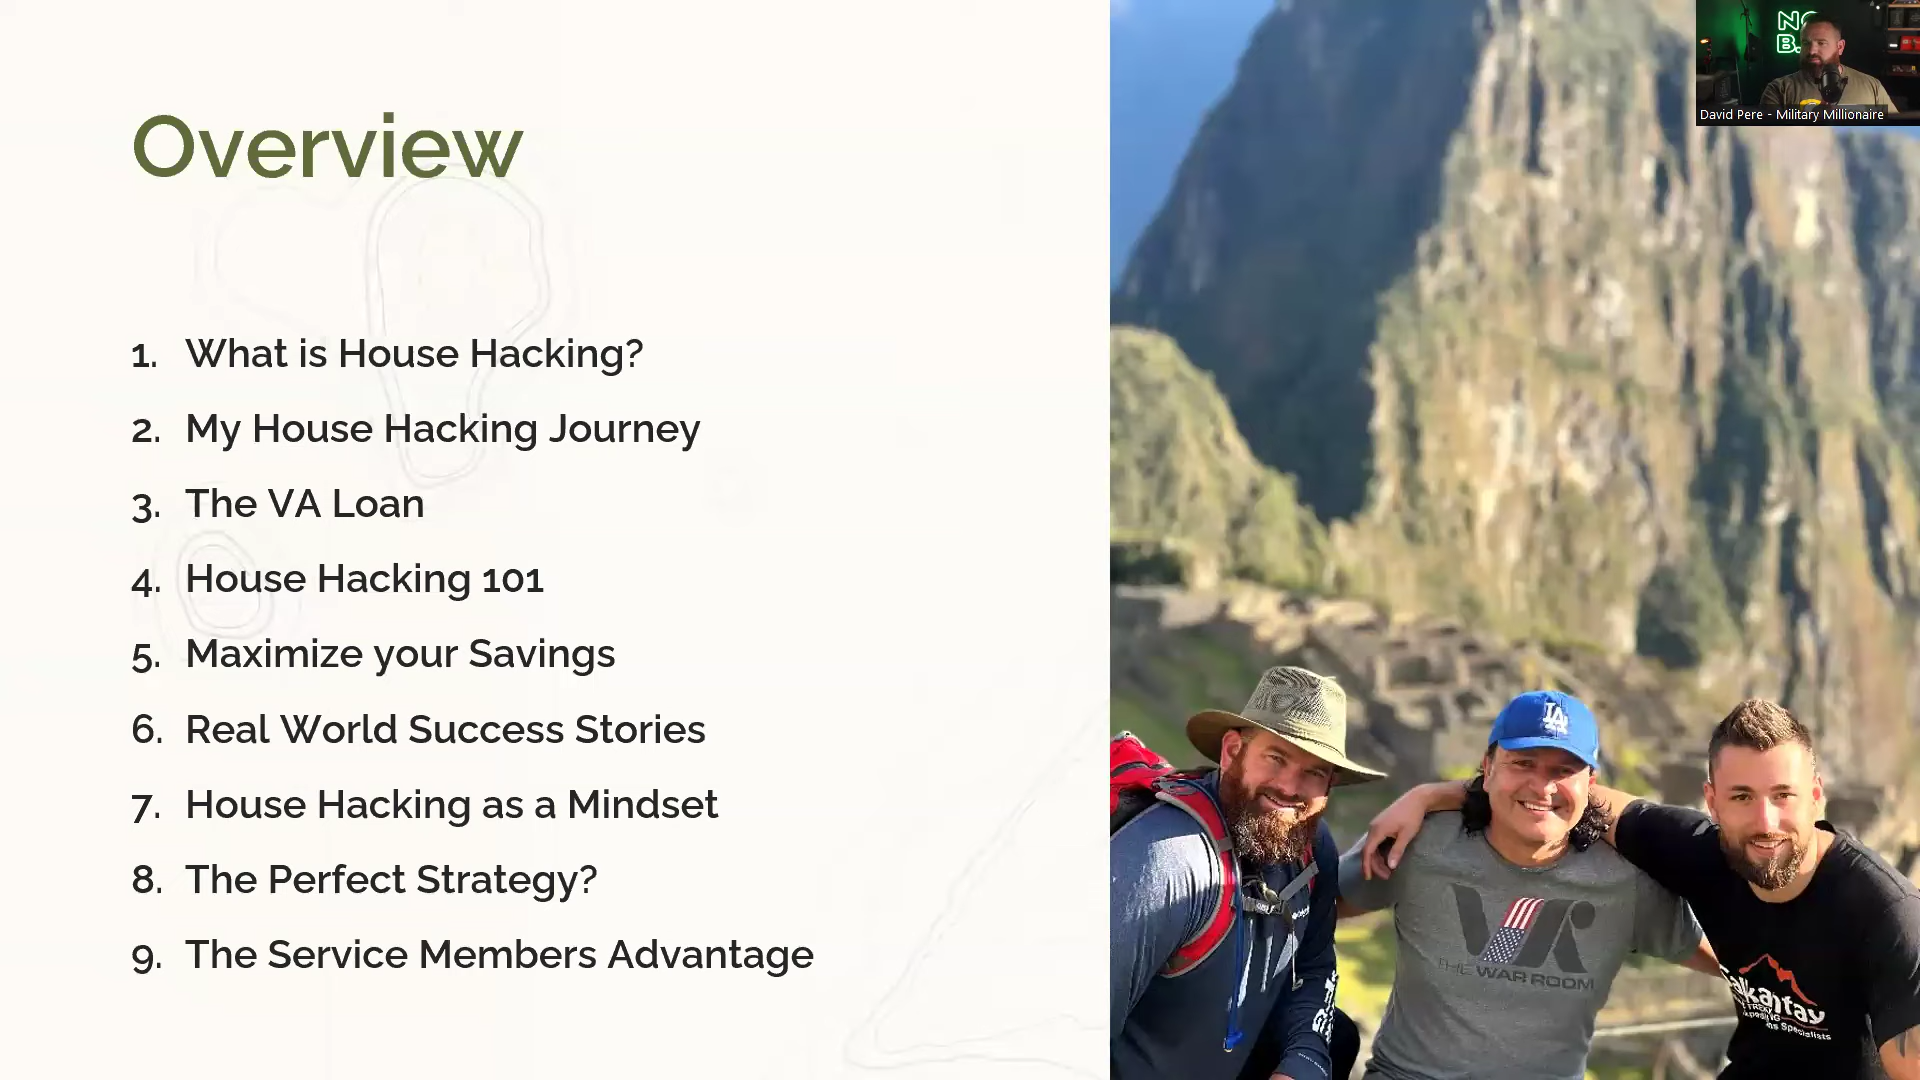 Overview
1. What is House Hacking?
2. My House Hacking Journey
3. The VA Loan
4. House Hacking 101
5. Maximize your Savings
6. Real World Success Stories
7. House Hacking as a Mindset
8. The Perfect Strategy?
9. The Service Members Advantage
David Pere - Military Millionaire
LA
VR
THE WAR ROOM